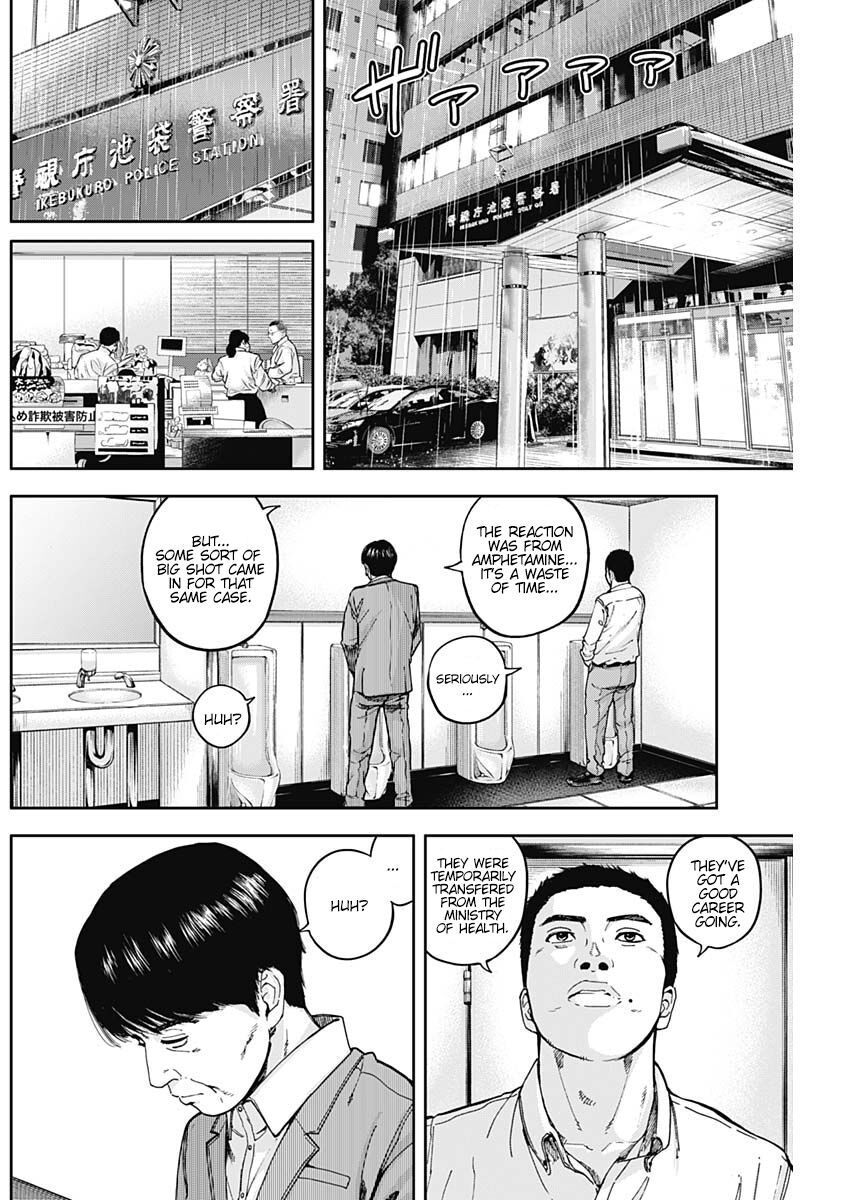 ザァァァァ
警視庁池袋警察署
警視庁池袋警察署
IKEBUKURO POLICE STATION
め詐欺被害防止
THE REACTION
WAS FROM
AMPHETAMINE...
IT'S A WASTE
OF TIME...
SERIOUSLY
...
BUT...
SOME SORT OF
BIG SHOT CAME
IN FOR THAT
SAME CASE.
HUH?
THEY'VE
GOT A
GOOD
CAREER
GOING.
THEY WERE
TEMPORARILY
TRANSFERED
FROM THE
MINISTRY
OF HEALTH.
...
HUH?